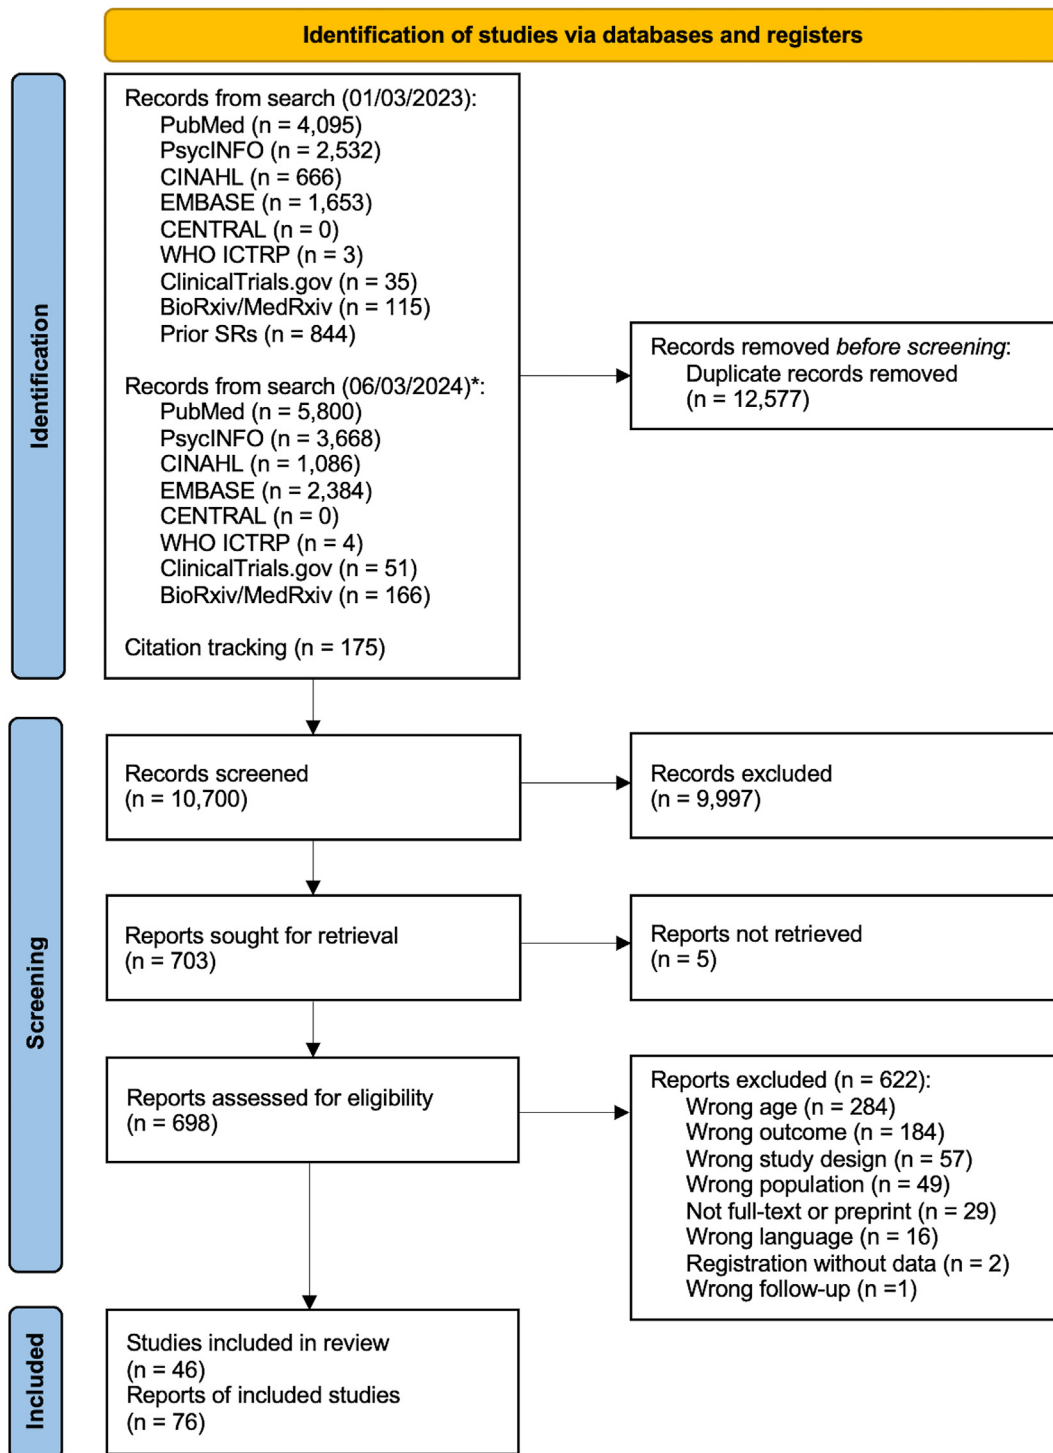 Identification of studies via databases and registers
Identification
Records from search (01/03/2023):
PubMed (n = 4,095)
PsycINFO (n = 2,532)
CINAHL (n = 666)
EMBASE (n = 1,653)
CENTRAL (n = 0)
WHO ICTRP (n = 3)
ClinicalTrials.gov (n = 35)
BioRxiv/MedRxiv (n = 115)
Prior SRs (n = 844)
Records from search (06/03/2024)*:
PubMed (n = 5,800)
PsycINFO (n = 3,668)
CINAHL (n = 1,086)
EMBASE (n = 2,384)
CENTRAL (n = 0)
WHO ICTRP (n = 4)
ClinicalTrials.gov (n = 51)
BioRxiv/MedRxiv (n = 166)
Citation tracking (n = 175)
Records removed before screening:
Duplicate records removed
(n = 12,577)
Screening
Records screened
(n = 10,700)
Records excluded
(n = 9,997)
Reports sought for retrieval
(n = 703)
Reports not retrieved
(n = 5)
Reports assessed for eligibility
(n = 698)
Reports excluded (n = 622):
Wrong age (n = 284)
Wrong outcome (n = 184)
Wrong study design (n = 57)
Wrong population (n = 49)
Not full-text or preprint (n = 29)
Wrong language (n = 16)
Registration without data (n = 2)
Wrong follow-up (n =1)
Included
Studies included in review
(n = 46)
Reports of included studies
(n = 76)